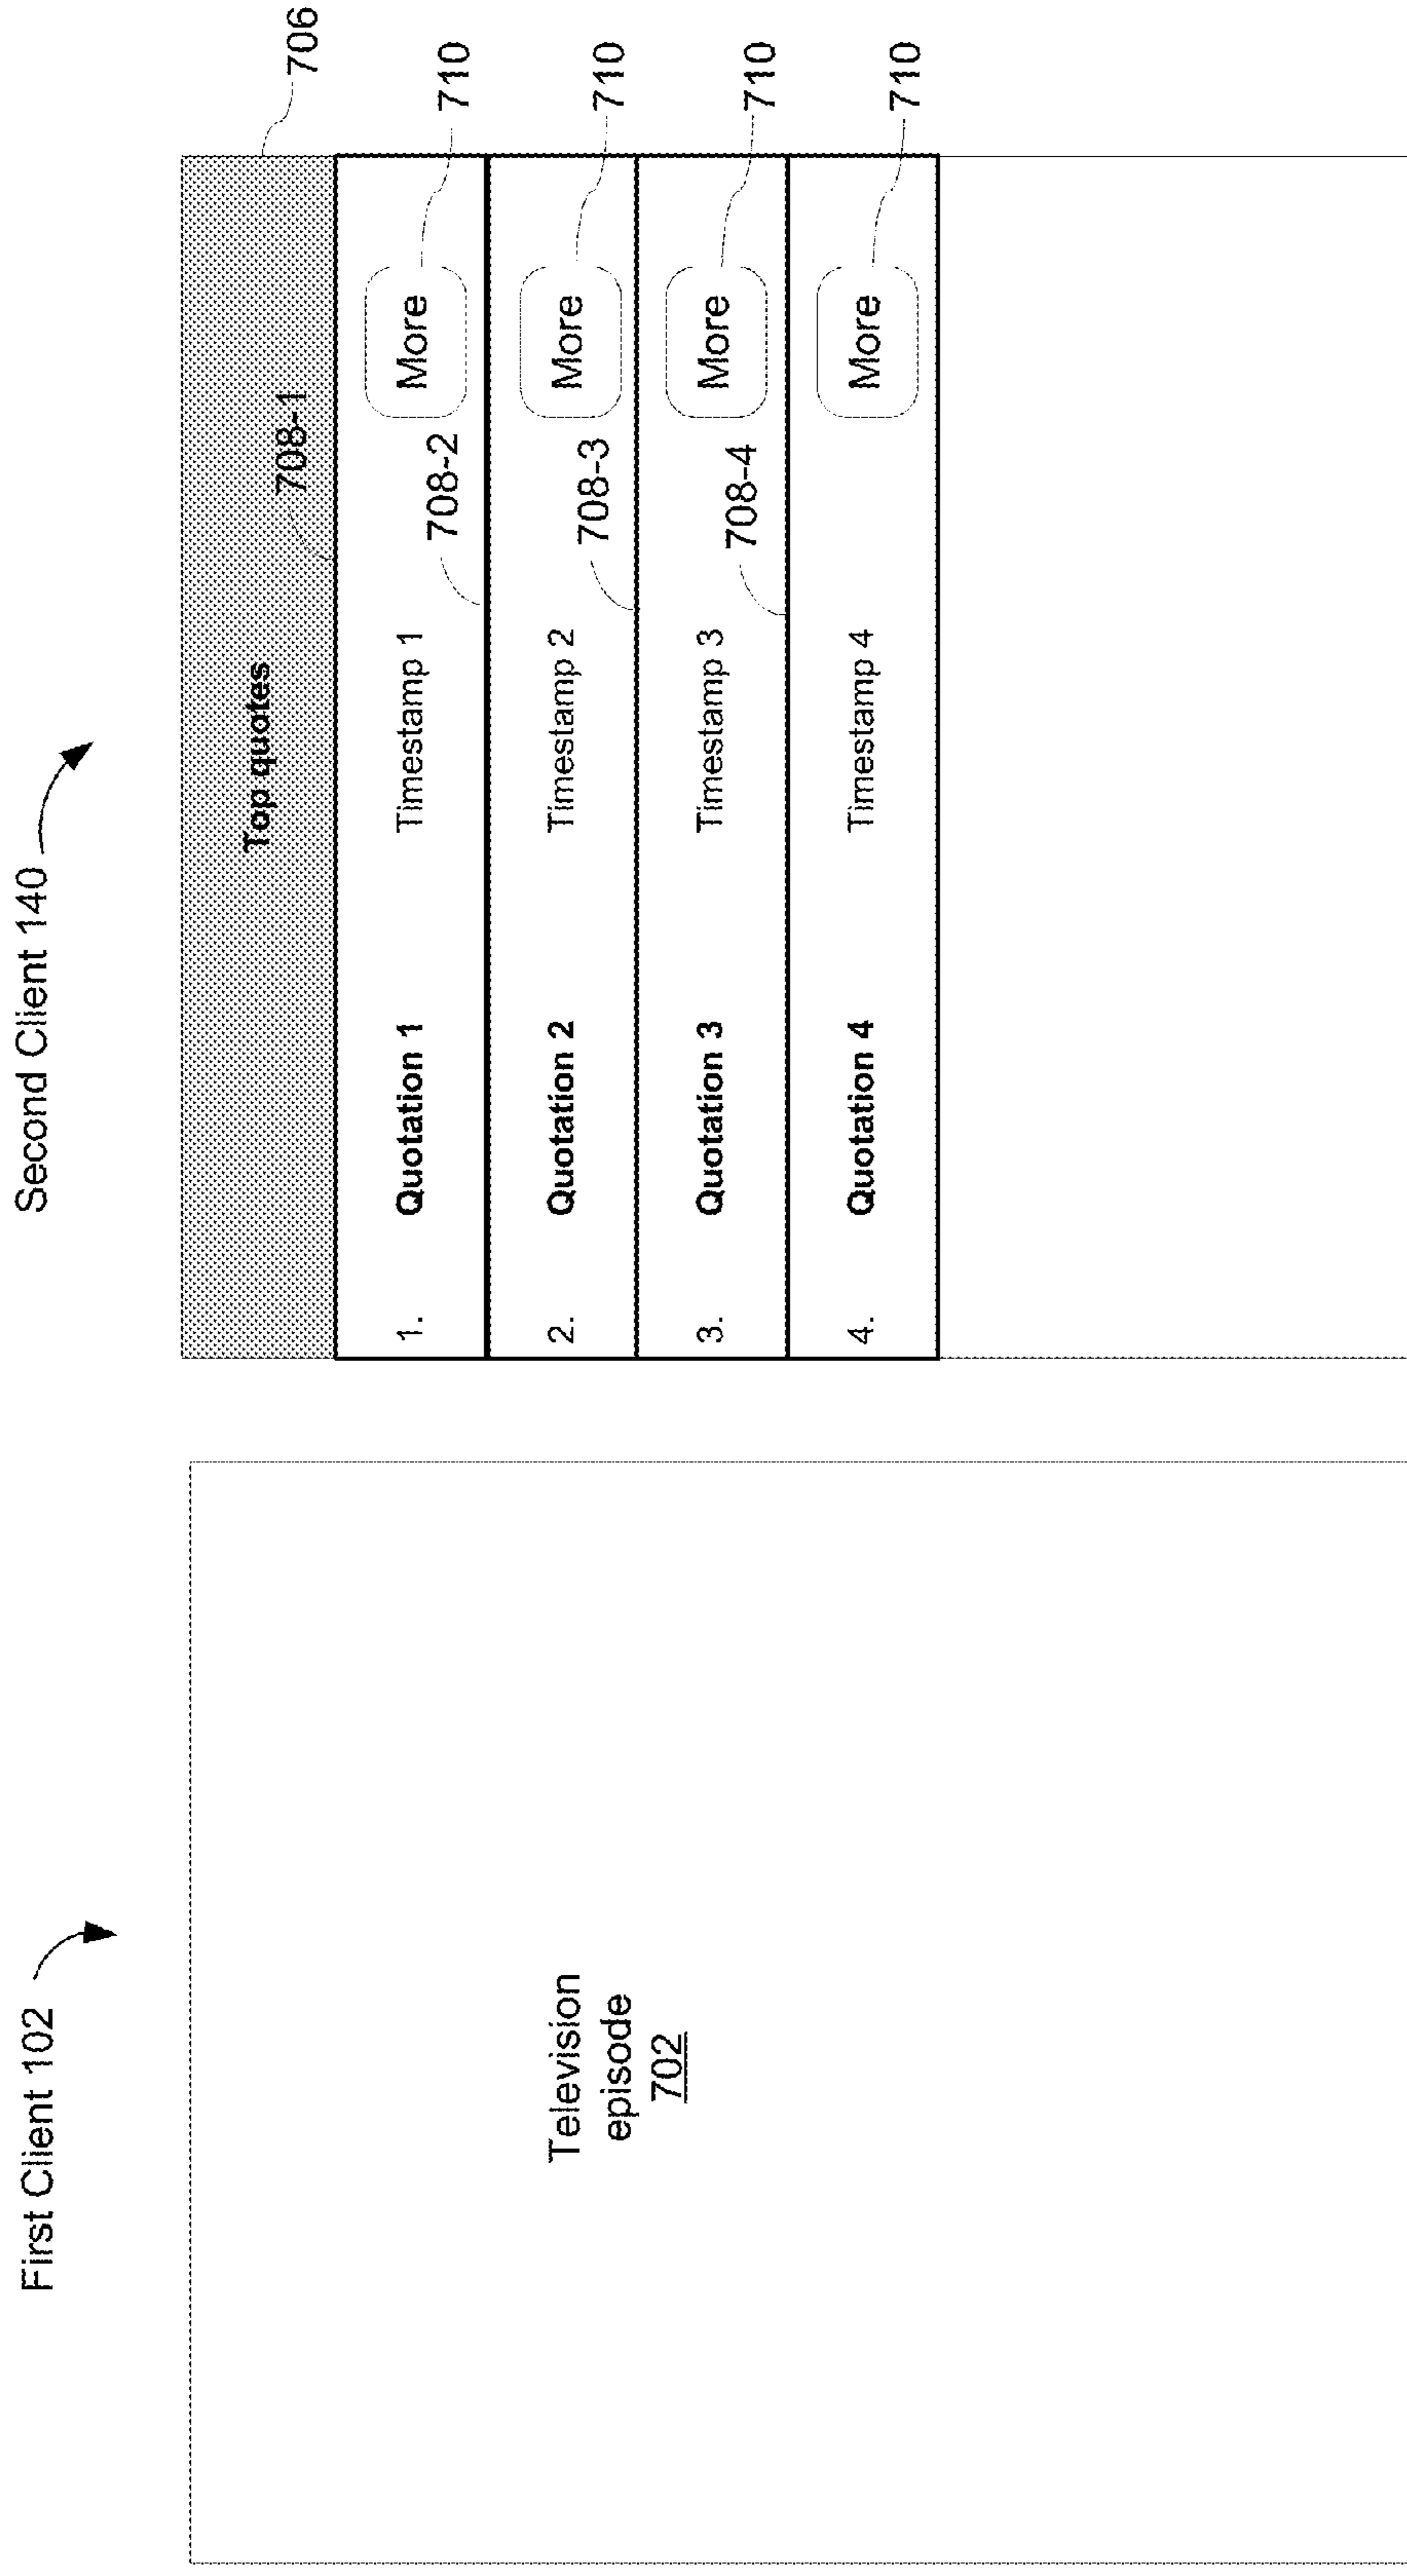 First Client 102
Television
episode
702
Second Client 140
706
Top quotes
708-1
1. Quotation 1 Timestamp 1 More 710
708-2
2. Quotation 2 Timestamp 2 More 710
708-3
3. Quotation 3 Timestamp 3 More 710
708-4
4. Quotation 4 Timestamp 4 More 710